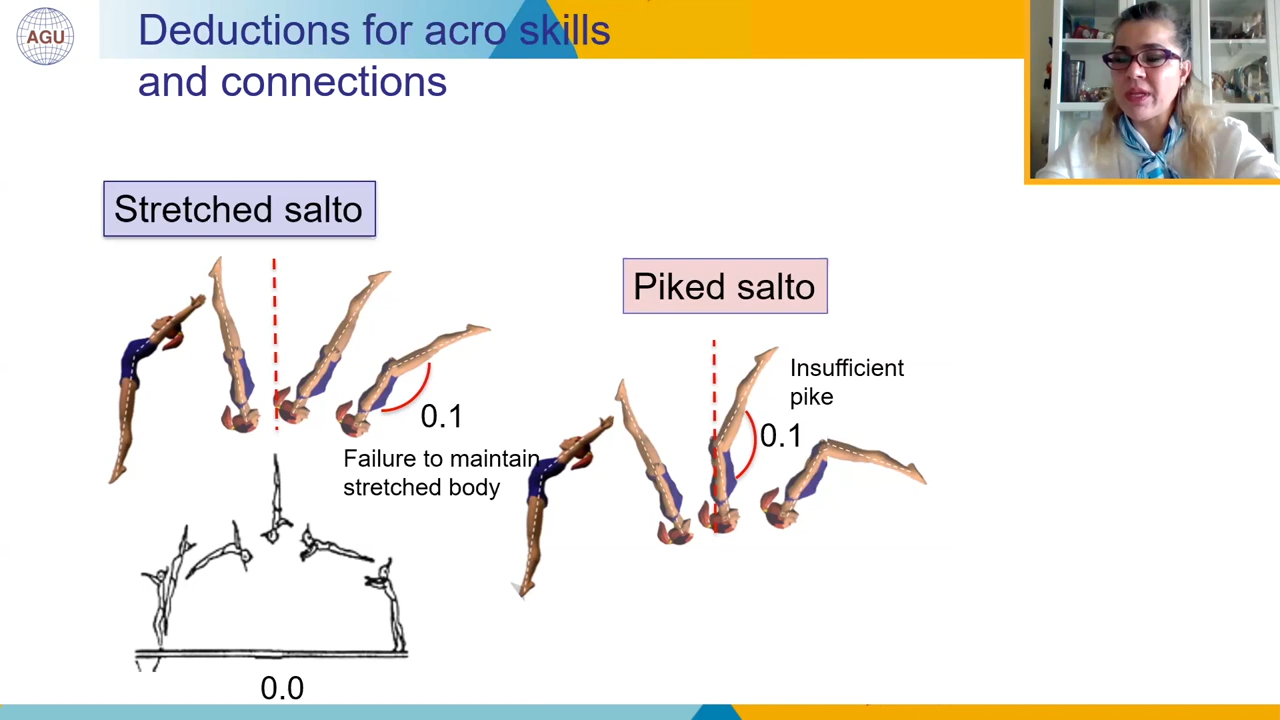 AGU
Deductions for acro skills
and connections
Stretched salto
Piked salto
Insufficient
pike
0.1
0.1
Failure to maintain
stretched body
0.0